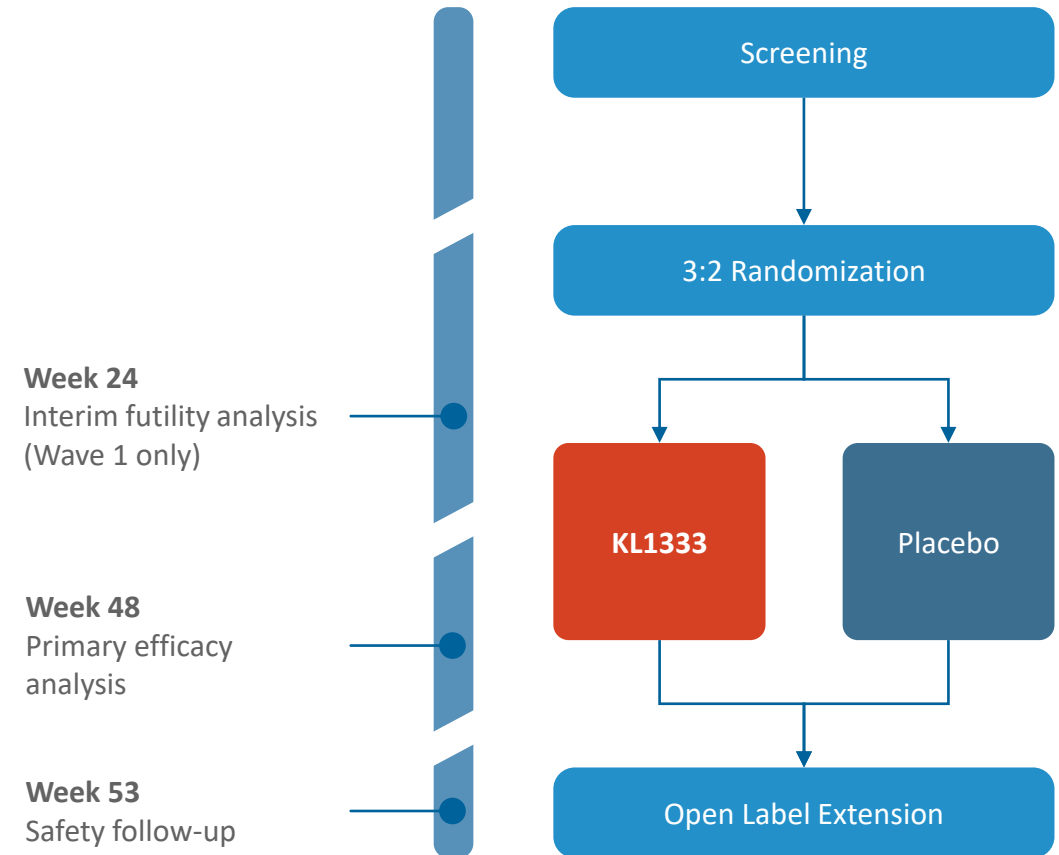 Screening
3:2 Randomization
Week 24
Interim futility analysis
(Wave 1 only)
KL1333
Placebo
Week 48
Primary efficacy
analysis
Week 53
Safety follow-up
Open Label Extension